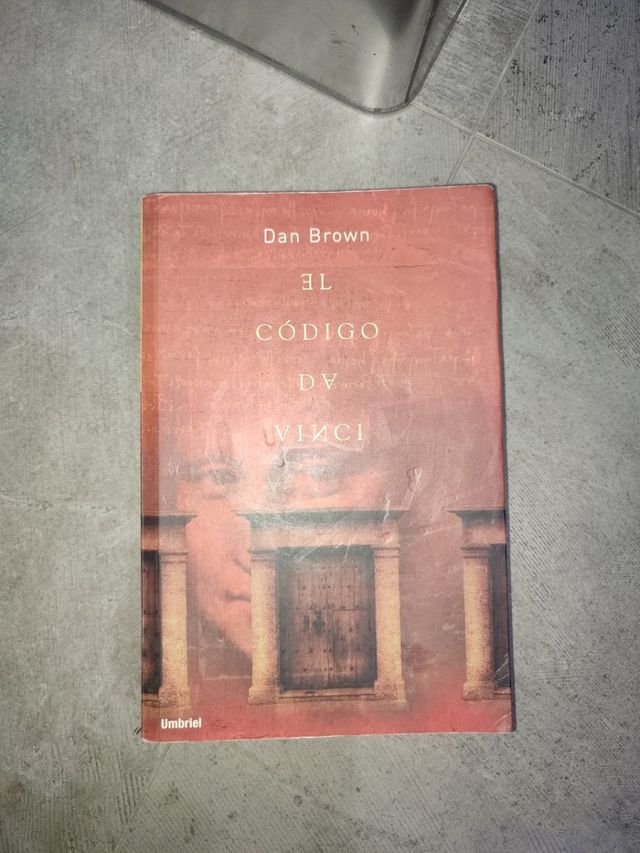 Dan Brown
EL
CÓDIGO
DA
VINCI
Umbriel